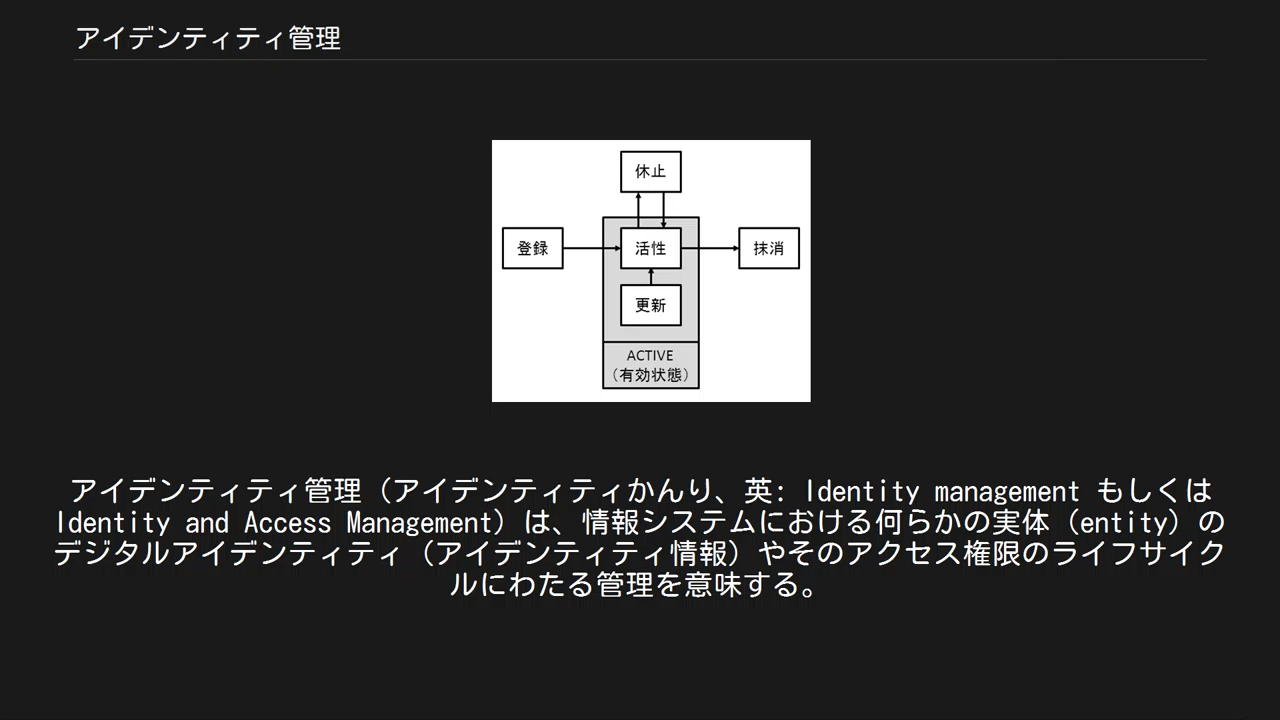 アイデンティティ管理
休止
登録
活性
抹消
更新
ACTIVE
（有効状態）
アイデンティティ管理（アイデンティティかんり、英: Identity management もしくは
Identity and Access Management）は、情報システムにおける何らかの実体（entity）の
デジタルアイデンティティ（アイデンティティ情報）やそのアクセス権限のライフサイク
ルにわたる管理を意味する。